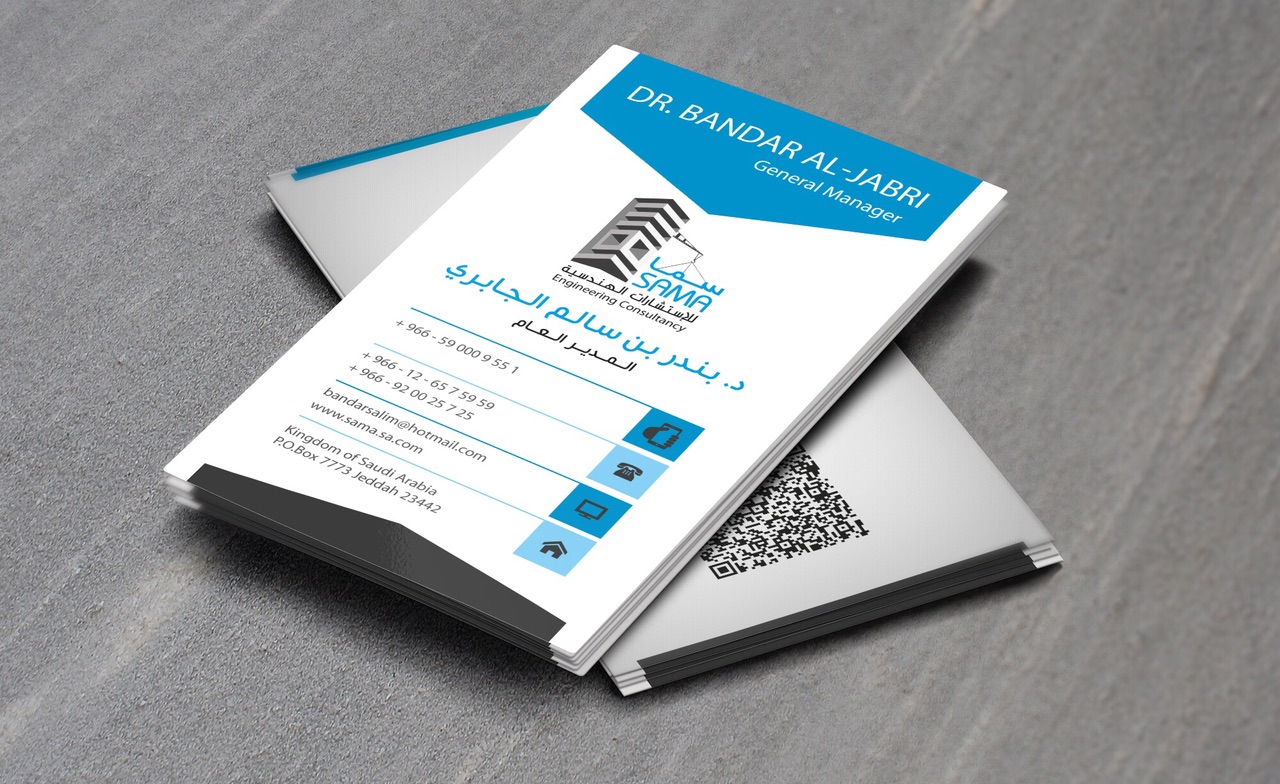 DR. BANDAR AL-JABRI
General Manager
سما
SAMA
للإستشارات الهندسية
Engineering Consultancy
د. بندر بن سالم الجابري
المدير العام
+ 966 - 59 000 9 55 1
+ 966 - 12 - 65 7 59 59
+ 966 - 92 00 25 7 25
bandarsalim@hotmail.com
www.sama.sa.com
Kingdom of Saudi Arabia
P.O.Box 7773 Jeddah 23442